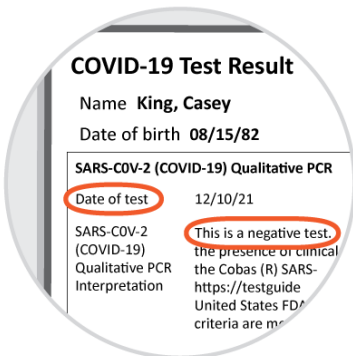 COVID-19 Test Result
Name King, Casey
Date of birth 08/15/82
SARS-C0V-2 (COVID-19) Qualitative PCR
Date of test 12/10/21
SARS-C0V-2 This is a negative test.
(COVID-19) the presence of clinical
Qualitative PCR the Cobas (R) SARS-
Interpretation https://testguide
United States FDA
criteria are